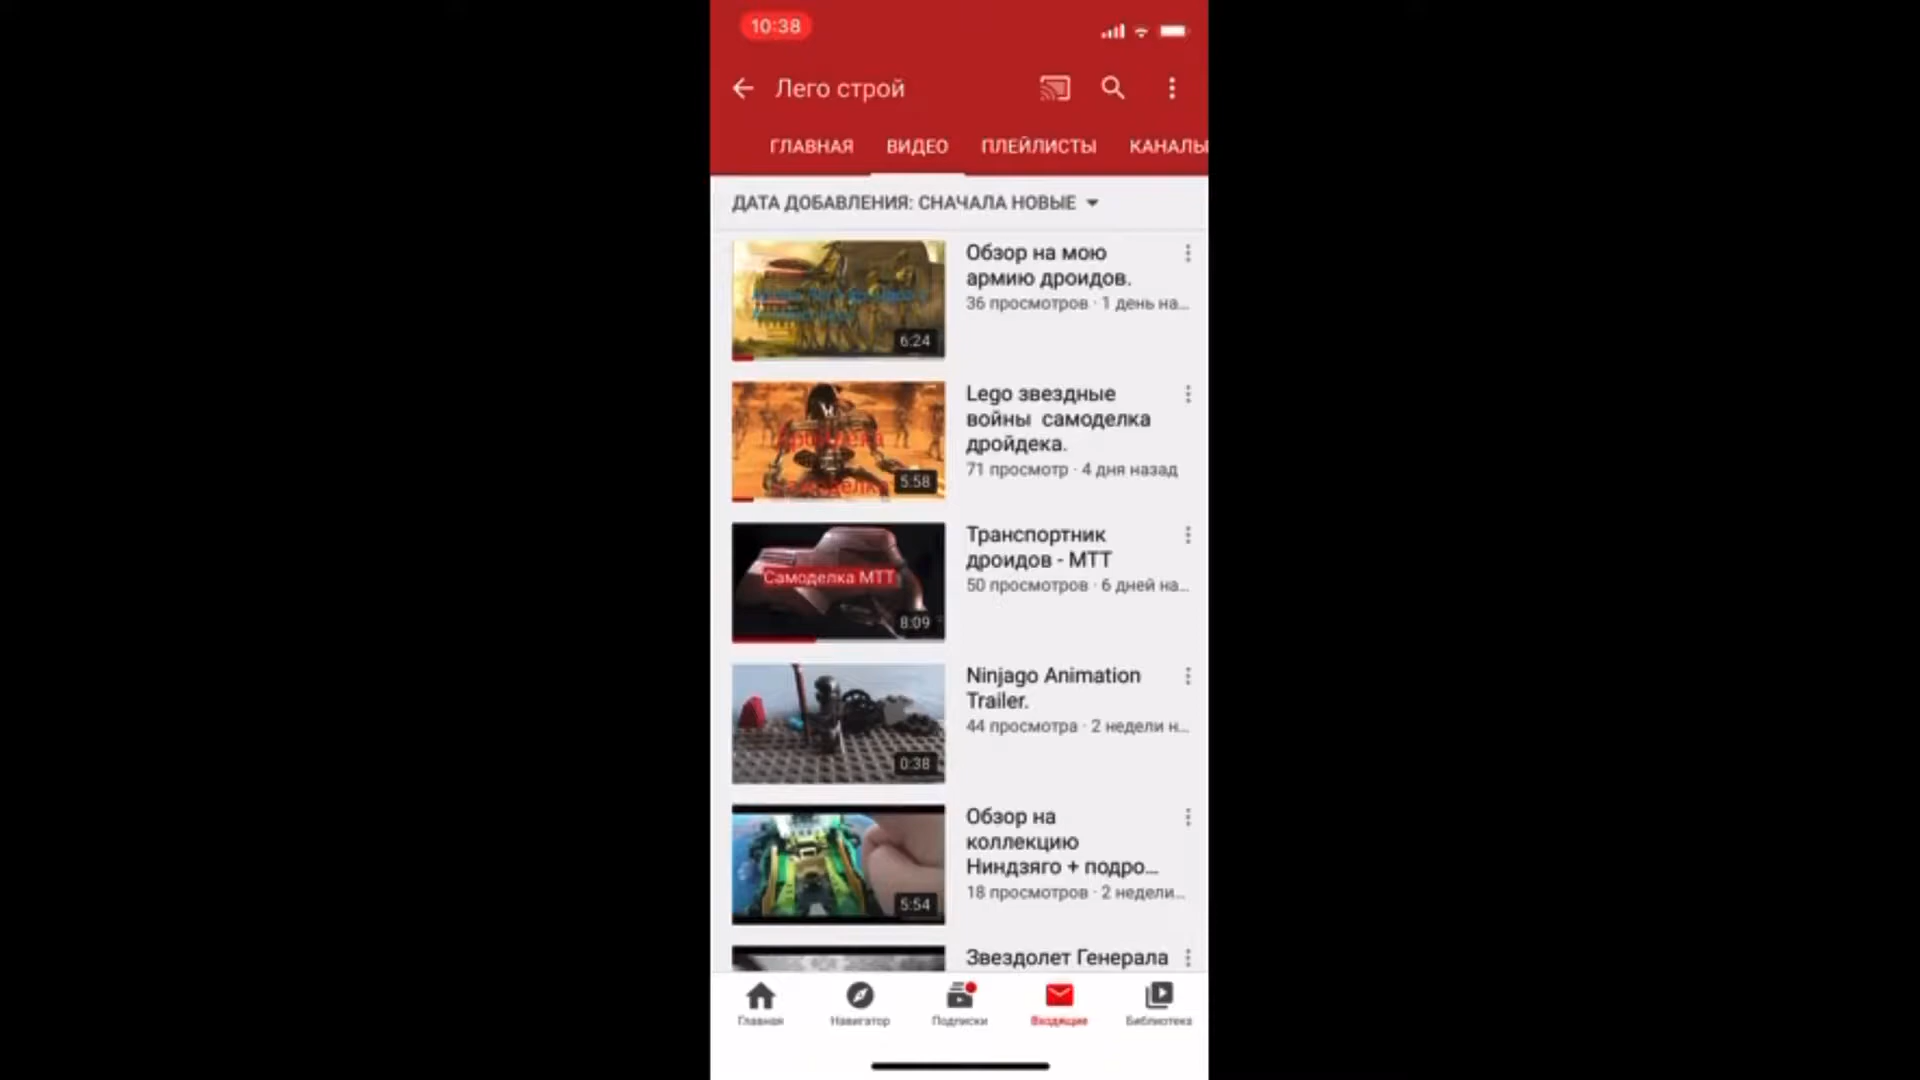 10:38
Лего строй
ГЛАВНАЯ ВИДЕО ПЛЕЙЛИСТЫ КАНАЛЫ
ДАТА ДОБАВЛЕНИЯ: СНАЧАЛА НОВЫЕ
Обзор на мою
армию дроидов.
36 просмотров · 1 день на...
6:24
Lego звездные
войны самоделка
дройдека.
71 просмотр · 4 дня назад
5:58
Транспортник
дроидов - МТТ
50 просмотров · 6 дней на...
Самоделка МТТ
8:09
Ninjago Animation
Trailer.
44 просмотра · 2 недели н...
0:38
Обзор на
коллекцию
Ниндзяго + подро...
18 просмотров · 2 недели...
5:54
Звездолет Генерала
Главная Навигатор Подписки Входящие Библиотека